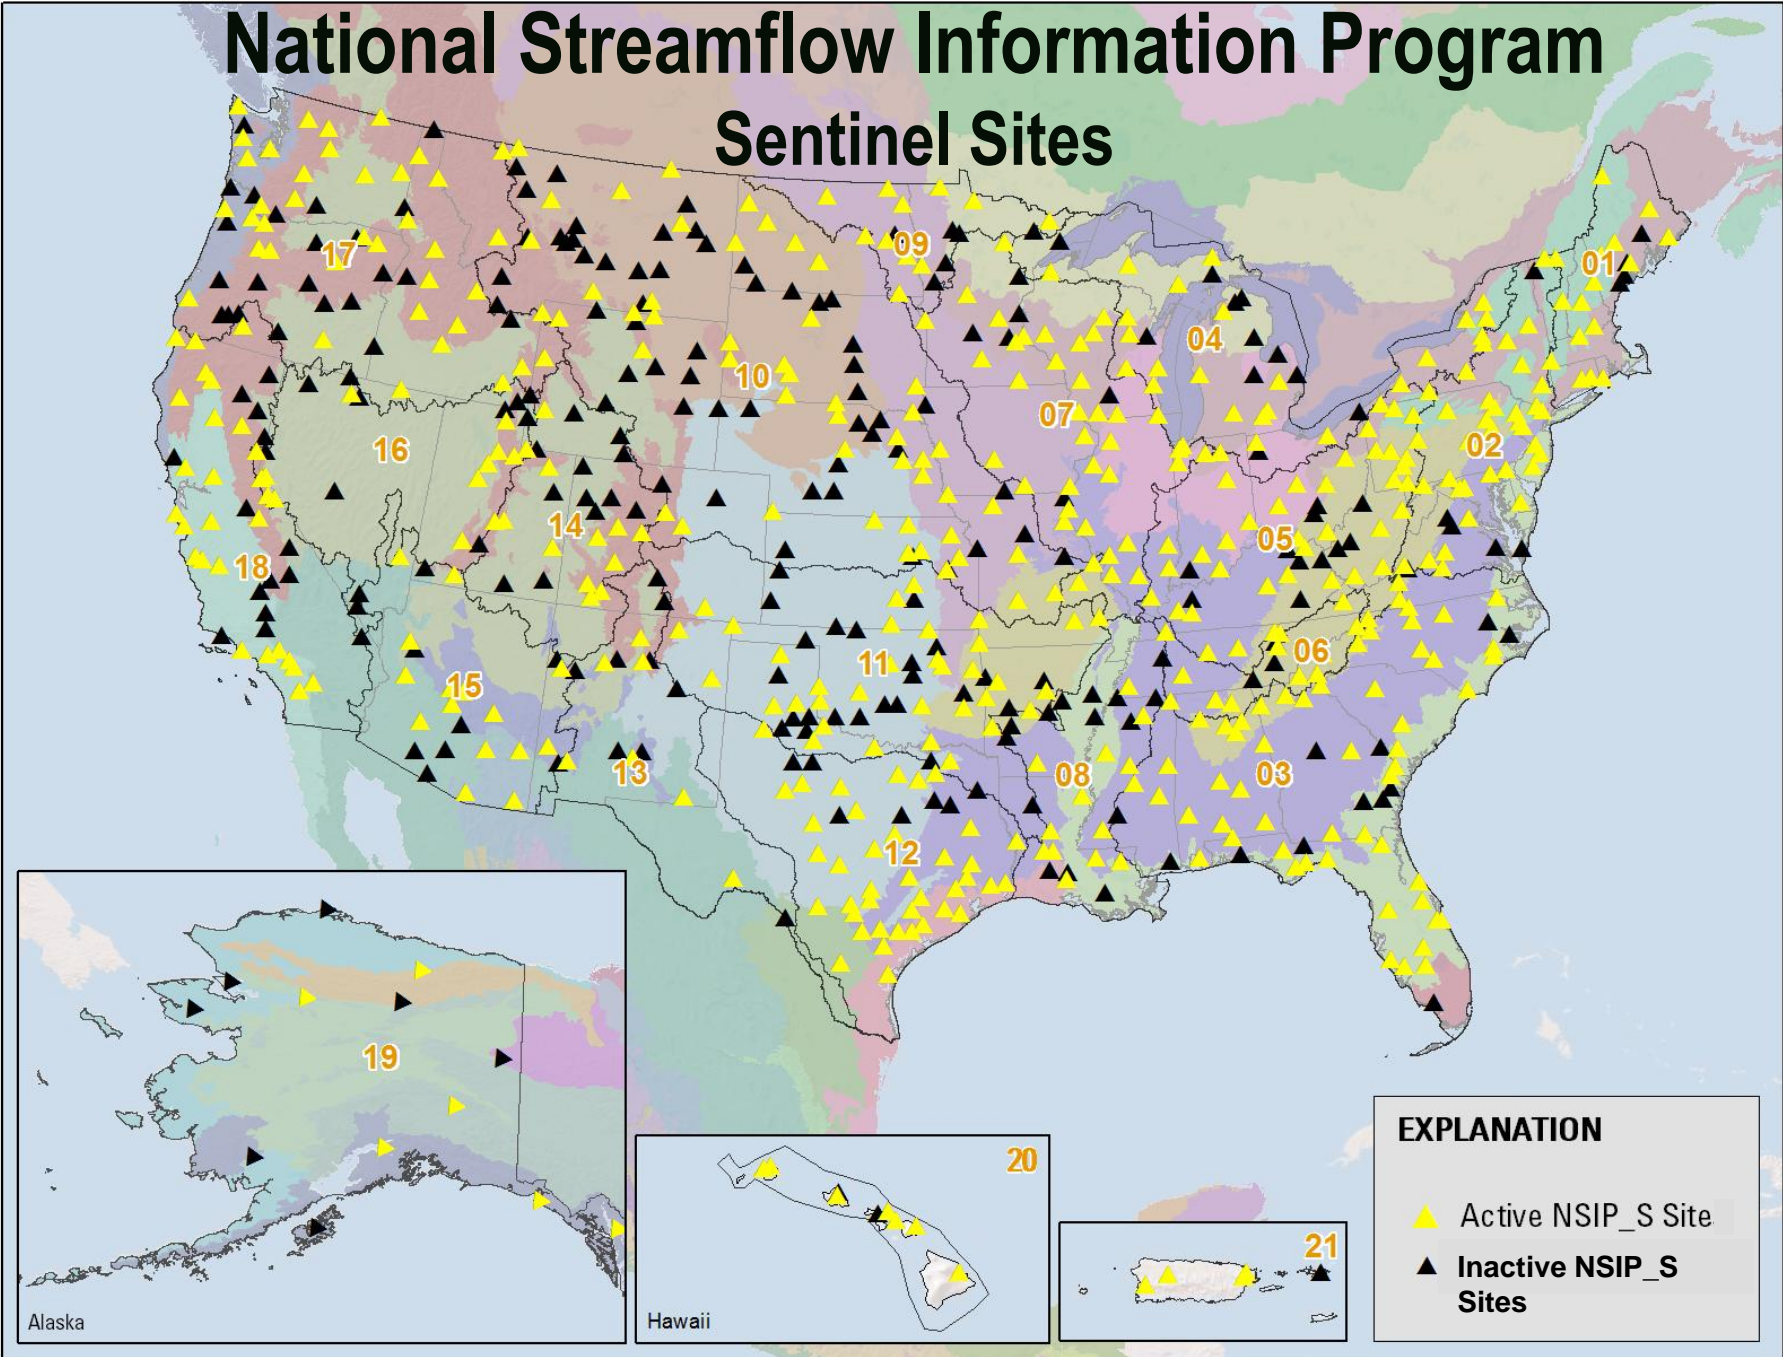 National Streamflow Information Program
Sentinel Sites
01
02
03
04
05
06
07
08
09
10
11
12
13
14
15
16
17
18
19
Alaska
20
Hawaii
21
EXPLANATION
Active NSIP_S Site
Inactive NSIP_S
Sites